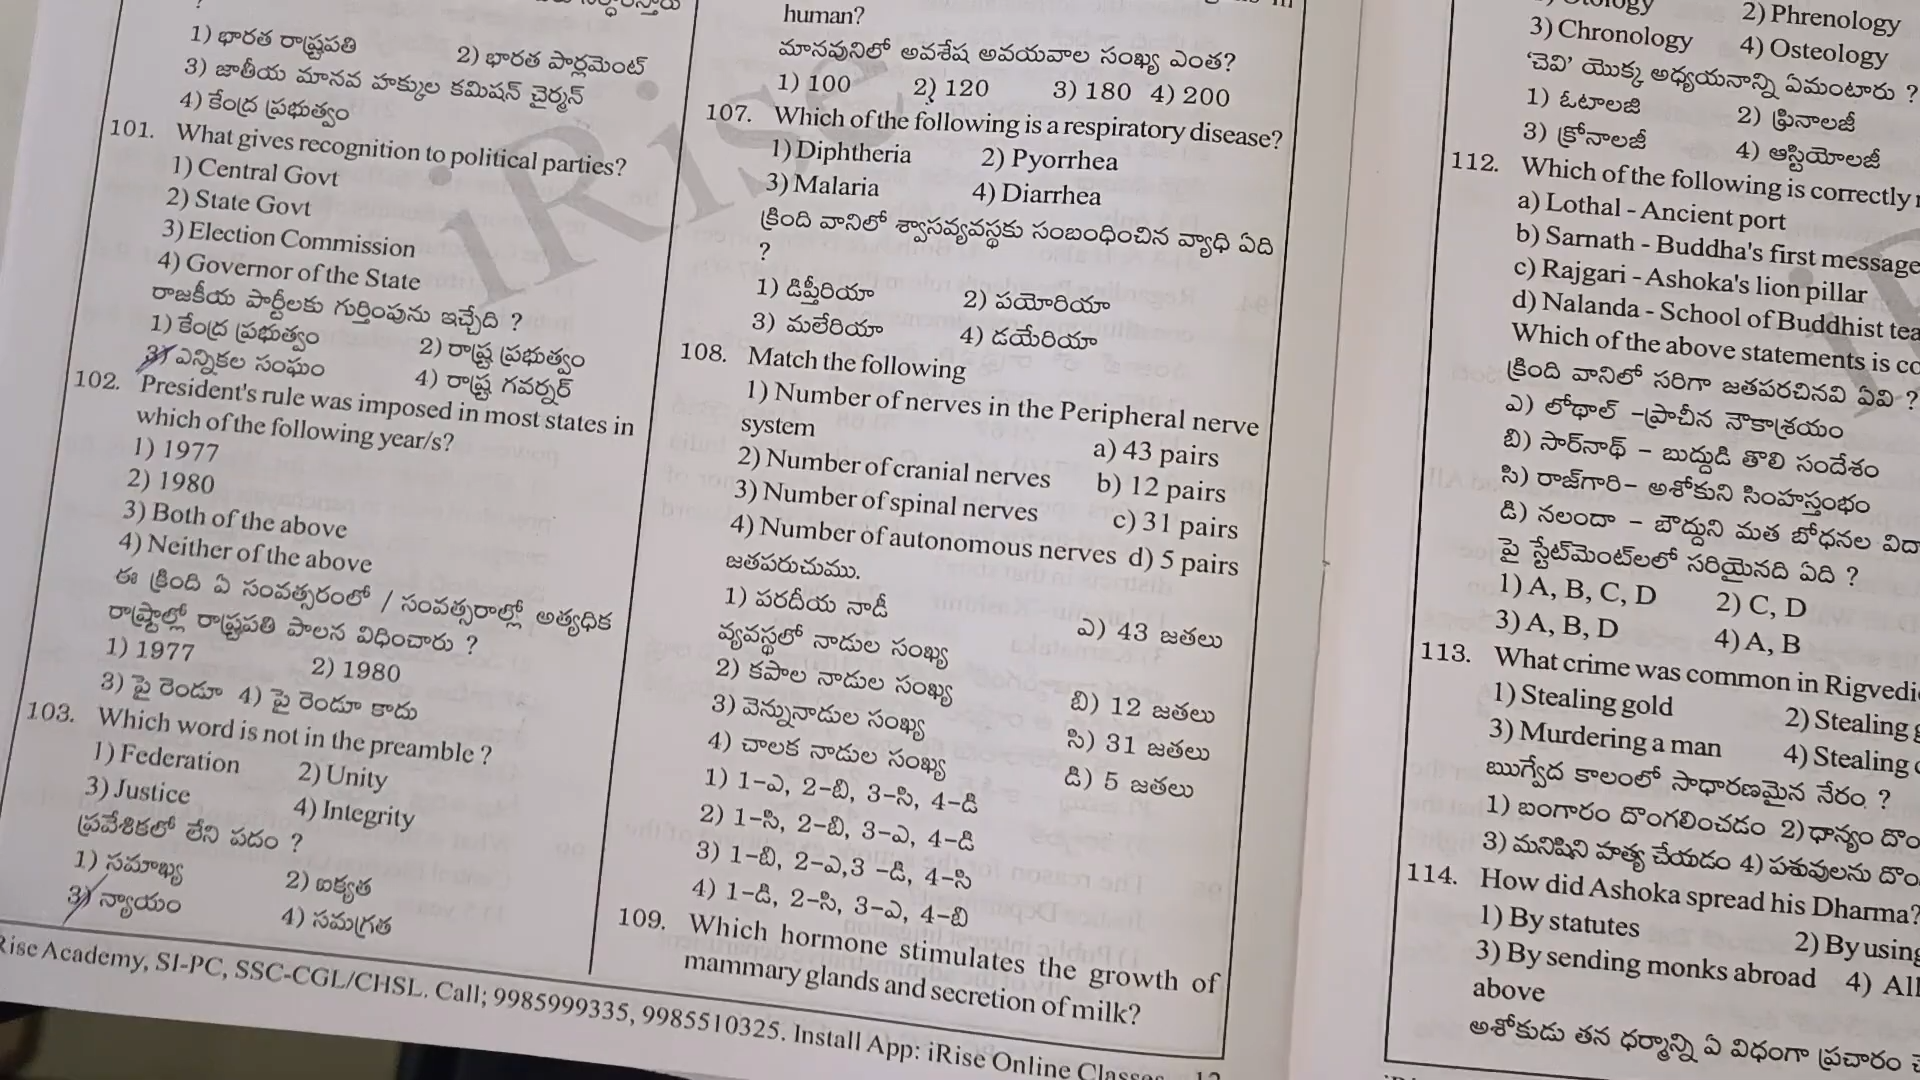 ?
1) భారత రాష్ట్రపతి 2) భారత పార్లమెంట్
3) జాతీయ మానవ హక్కుల కమిషన్ చైర్మన్
4) కేంద్ర ప్రభుత్వం
101. What gives recognition to political parties?
1) Central Govt
2) State Govt
3) Election Commission
4) Governor of the State
రాజకీయ పార్టీలకు గుర్తింపును ఇచ్చేది ?
1) కేంద్ర ప్రభుత్వం 2) రాష్ట్ర ప్రభుత్వం
3) ఎన్నికల సంఘం 4) రాష్ట్ర గవర్నర్
102. President's rule was imposed in most states in
which of the following year/s?
1) 1977
2) 1980
3) Both of the above
4) Neither of the above
ఈ క్రింది ఏ సంవత్సరంలో / సంవత్సరాల్లో అత్యధిక
రాష్ట్రాల్లో రాష్ట్రపతి పాలన విధించారు ?
1) 1977 2) 1980
3) పై రెండూ 4) పై రెండూ కాదు
103. Which word is not in the preamble ?
1) Federation 2) Unity
3) Justice 4) Integrity
ప్రవేశికలో లేని పదం ?
1) సమాఖ్య 2) ఐక్యత
3) న్యాయం 4) సమగ్రత
Rise Academy, SI-PC, SSC-CGL/CHSL. Call; 9985999335, 9985510325. Install App: iRise Online Classes
human?
మానవునిలో అవశేష అవయవాల సంఖ్య ఎంత?
1) 100 2) 120 3) 180 4) 200
107. Which of the following is a respiratory disease?
1) Diphtheria 2) Pyorrhea
3) Malaria 4) Diarrhea
క్రింది వానిలో శ్వాసవ్యవస్థకు సంబంధించిన వ్యాధి ఏది
?
1) డిప్తీరియా 2) పయోరియా
3) మలేరియా 4) డయేరియా
108. Match the following
1) Number of nerves in the Peripheral nerve
system a) 43 pairs
2) Number of cranial nerves b) 12 pairs
3) Number of spinal nerves c) 31 pairs
4) Number of autonomous nerves d) 5 pairs
జతపరుచుము.
1) పరదీయ నాడీ
వ్యవస్థలో నాడుల సంఖ్య ఎ) 43 జతలు
2) కపాల నాడుల సంఖ్య బి) 12 జతలు
3) వెన్నునాడుల సంఖ్య సి) 31 జతలు
4) చాలక నాడుల సంఖ్య డి) 5 జతలు
1) 1-ఎ, 2-బి, 3-సి, 4-డి
2) 1-సి, 2-బి, 3-ఎ, 4-డి
3) 1-బి, 2-ఎ,3 -డి, 4-సి
4) 1-డి, 2-సి, 3-ఎ, 4-బి
109. Which hormone stimulates the growth of
mammary glands and secretion of milk?
2) Phrenology
3) Chronology 4) Osteology
'చెవి' యొక్క అధ్యయనాన్ని ఏమంటారు ?
1) ఓటాలజి 2) ఫ్రినాలజీ
3) క్రోనాలజీ 4) ఆస్టియోలజీ
112. Which of the following is correctly
a) Lothal - Ancient port
b) Sarnath - Buddha's first message
c) Rajgari - Ashoka's lion pillar
d) Nalanda - School of Buddhist
Which of the above statements is
క్రింది వానిలో సరిగా జతపరచినవి ఏవి ?
ఎ) లోథాల్ -ప్రాచీన నౌకాశ్రయం
బి) సార్‌నాథ్ - బుద్దుడి తొలి సందేశం
సి) రాజ్‌గారి- అశోకుని సింహస్తంభం
డి) నలందా - బౌద్దుని మత బోధనల
పై స్టేట్‌మెంట్‌లలో సరియైనది ఏది ?
1) A, B, C, D 2) C, D
3) A, B, D 4) A, B
113. What crime was common in
1) Stealing gold 2) Stealing
3) Murdering a man 4) Stealing
ఋగ్వేద కాలంలో సాధారణమైన నేరం ?
1) బంగారం దొంగలించడం 2) ధాన్యం
3) మనిషిని హత్య చేయడం 4) పశువులను
114. How did Ashoka spread his Dharma?
1) By statutes 2) By using
3) By sending monks abroad 4) All
above
అశోకుడు తన ధర్మాన్ని ఏ విధంగా ప్రచారం
iRise